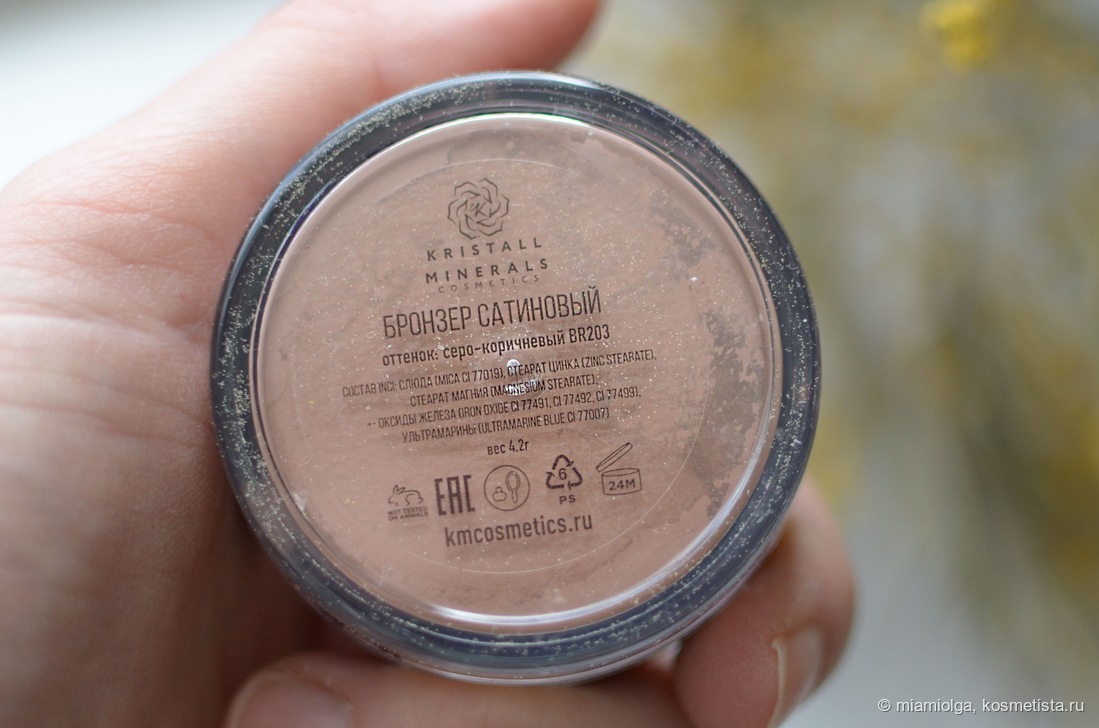 KRISTALL
MINERALS
COSMETICS
БРОНЗЕР САТИНОВЫЙ
оттенок: серо-коричневый BR203
СОСТАВ INCI: СЛЮДА (MICA CI 77019), СТЕАРАТ ЦИНКА (ZINC STEARATE),
СТЕАРАТ МАГНИЯ (MAGNESIUM STEARATE),
+- ОКСИДЫ ЖЕЛЕЗА (IRON OXIDE CI 77491, CI 77492, CI 77499),
УЛЬТРАМАРИНЫ (ULTRAMARINE BLUE CI 77007)
вес 4,2г
NOT TESTED
ON ANIMALS
EAC
6
PS
24M
kmcosmetics.ru
© miamiolga, kosmetista.ru